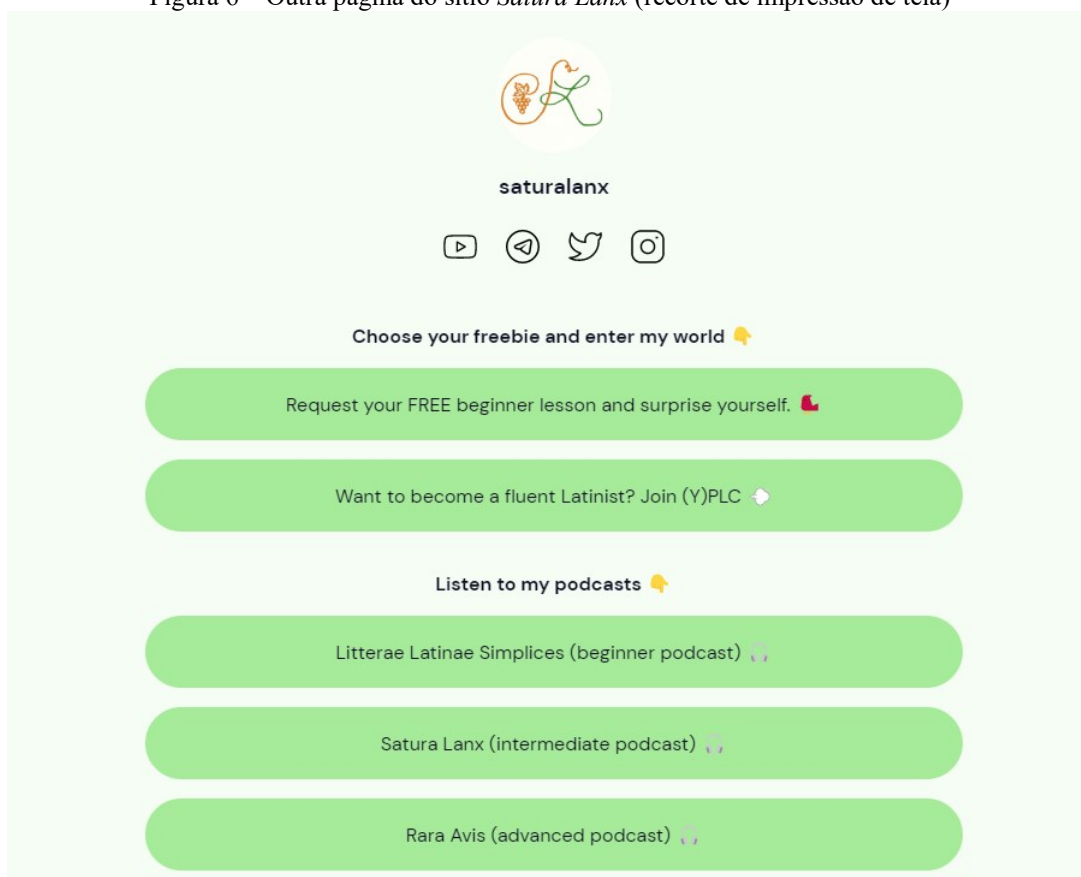 Figura 6 – Outra página do sítio Satura Lanx (recorte de impressão de tela)
SL
saturalanx
Choose your freebie and enter my world 👇
Request your FREE beginner lesson and surprise yourself.
Want to become a fluent Latinist? Join (Y)PLC
Listen to my podcasts 👇
Litterae Latinae Simplices (beginner podcast) 🎧
Satura Lanx (intermediate podcast) 🎧
Rara Avis (advanced podcast) 🎧